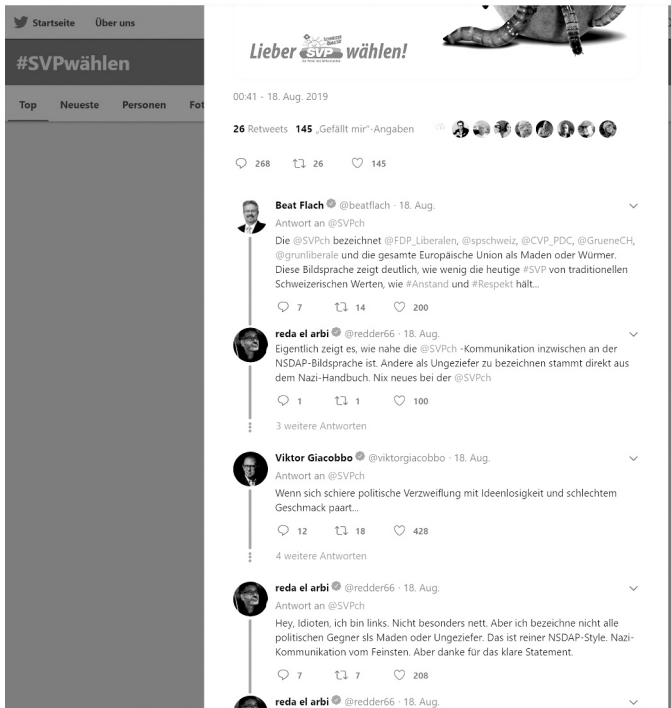 Startseite Über uns
#SVPwählen
Top Neueste Personen Fot
Lieber SVP wählen!
00:41 - 18. Aug. 2019
26 Retweets 145 „Gefällt mir“-Angaben
268 26 145
Beat Flach @beatflach · 18. Aug.
Antwort an @SVPch
Die @SVPch bezeichnet @FDP_Liberalen, @spschweiz, @CVP_PDC, @GrueneCH,
@grunliberale und die gesamte Europäische Union als Maden oder Würmer.
Diese Bildsprache zeigt deutlich, wie wenig die heutige #SVP von traditionellen
Schweizerischen Werten, wie #Anstand und #Respekt hält...
7 14 200
reda el arbi @redder66 · 18. Aug.
Eigentlich zeigt es, wie nahe die @SVPch -Kommunikation inzwischen an der
NSDAP-Bildsprache ist. Andere als Ungeziefer zu bezeichnen stammt direkt aus
dem Nazi-Handbuch. Nix neues bei der @SVPch
1 1 100
3 weitere Antworten
Viktor Giacobbo @viktorgiacobbo · 18. Aug.
Antwort an @SVPch
Wenn sich schiere politische Verzweiflung mit Ideenlosigkeit und schlechtem
Geschmack paart...
12 18 428
4 weitere Antworten
reda el arbi @redder66 · 18. Aug.
Antwort an @SVPch
Hey, Idioten, ich bin links. Nicht besonders nett. Aber ich bezeichne nicht alle
politischen Gegner sls Maden oder Ungeziefer. Das ist reiner NSDAP-Style. Nazi-
Kommunikation vom Feinsten. Aber danke für das klare Statement.
7 7 208
reda el arbi @redder66 · 18. Aug.